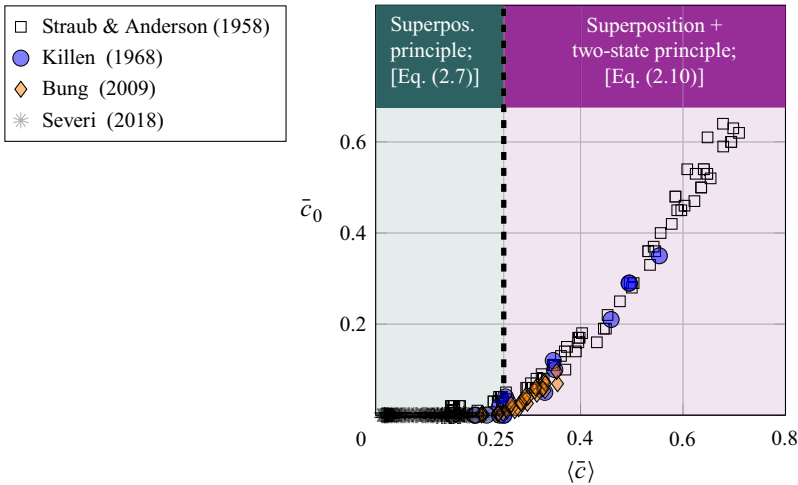 Straub & Anderson (1958)
Killen (1968)
Bung (2009)
Severi (2018)
Superpos.
principle;
[Eq. (2.7)]
Superposition +
two-state principle;
[Eq. (2.10)]
0.6
0.4
0.2
c̄₀
0 0.25 0.4 0.6 0.8
⟨c̄⟩